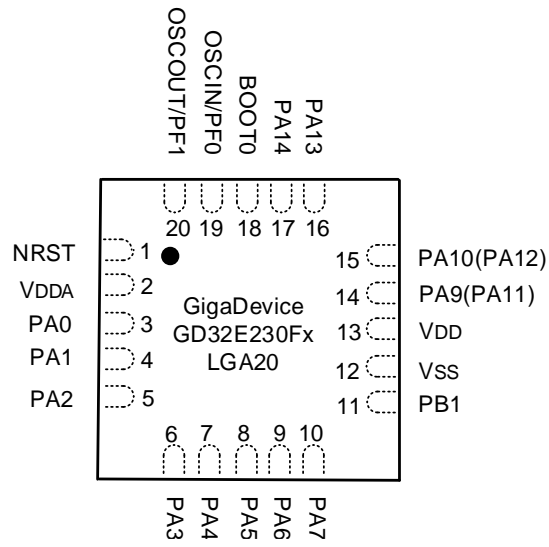 OSCOUT/PF1
OSCIN/PF0
BOOT0
PA14
PA13
20 19 18 17 16
NRST 1
VDDA 2
PA0 3
PA1 4
PA2 5
GigaDevice
GD32E230Fx
LGA20
15 PA10(PA12)
14 PA9(PA11)
13 VDD
12 VSS
11 PB1
6 7 8 9 10
PA3
PA4
PA5
PA6
PA7